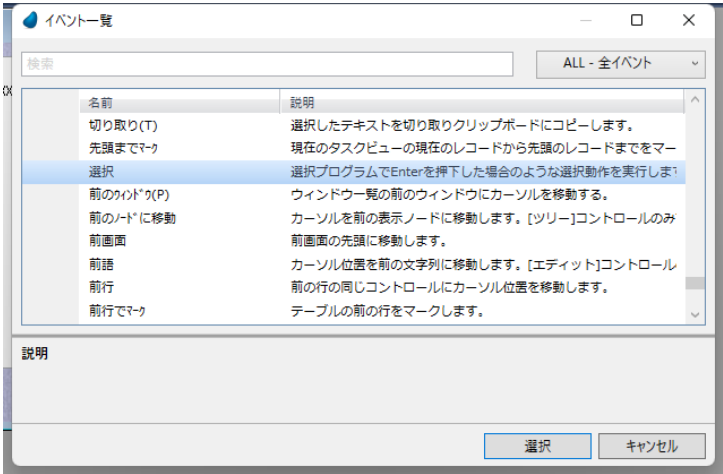 イベント一覧
検索
ALL - 全イベント
名前 説明
切り取り(T) 選択したテキストを切り取りクリップボードにコピーします。
先頭までﾏｰｸ 現在のタスクビューの現在のレコードから先頭のレコードまでをマー
選択 選択プログラムでEnterを押下した場合のような選択動作を実行しま
前のｳｨﾝﾄﾞｳ(P) ウィンドウ一覧の前のウィンドウにカーソルを移動する。
前のﾉｰﾄﾞに移動 カーソルを前の表示ノードに移動します。[ツリー]コントロールのみ
前画面 前画面の先頭に移動します。
前語 カーソル位置を前の文字列に移動します。[エディット]コントロール
前行 前の行の同じコントロールにカーソル位置を移動します。
前行でﾏｰｸ テーブルの前の行をマークします。
説明
選択 キャンセル